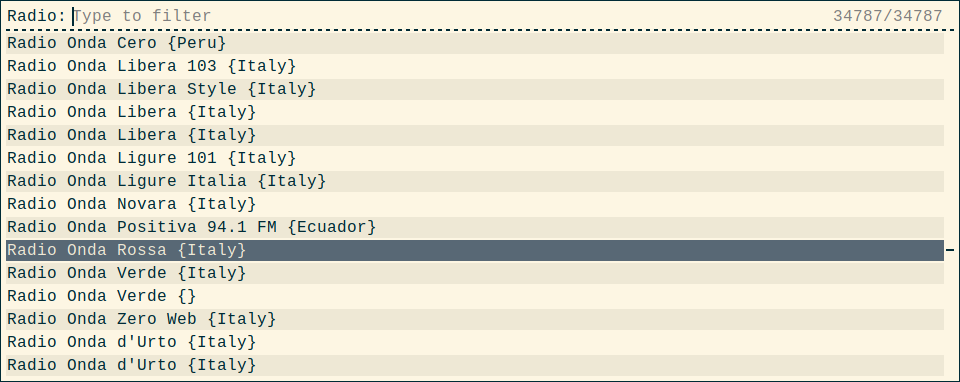 Radio: Type to filter 34787/34787
Radio Onda Cero {Peru}
Radio Onda Libera 103 {Italy}
Radio Onda Libera Style {Italy}
Radio Onda Libera {Italy}
Radio Onda Libera {Italy}
Radio Onda Ligure 101 {Italy}
Radio Onda Ligure Italia {Italy}
Radio Onda Novara {Italy}
Radio Onda Positiva 94.1 FM {Ecuador}
Radio Onda Rossa {Italy}
Radio Onda Verde {Italy}
Radio Onda Verde {}
Radio Onda Zero Web {Italy}
Radio Onda d'Urto {Italy}
Radio Onda d'Urto {Italy}